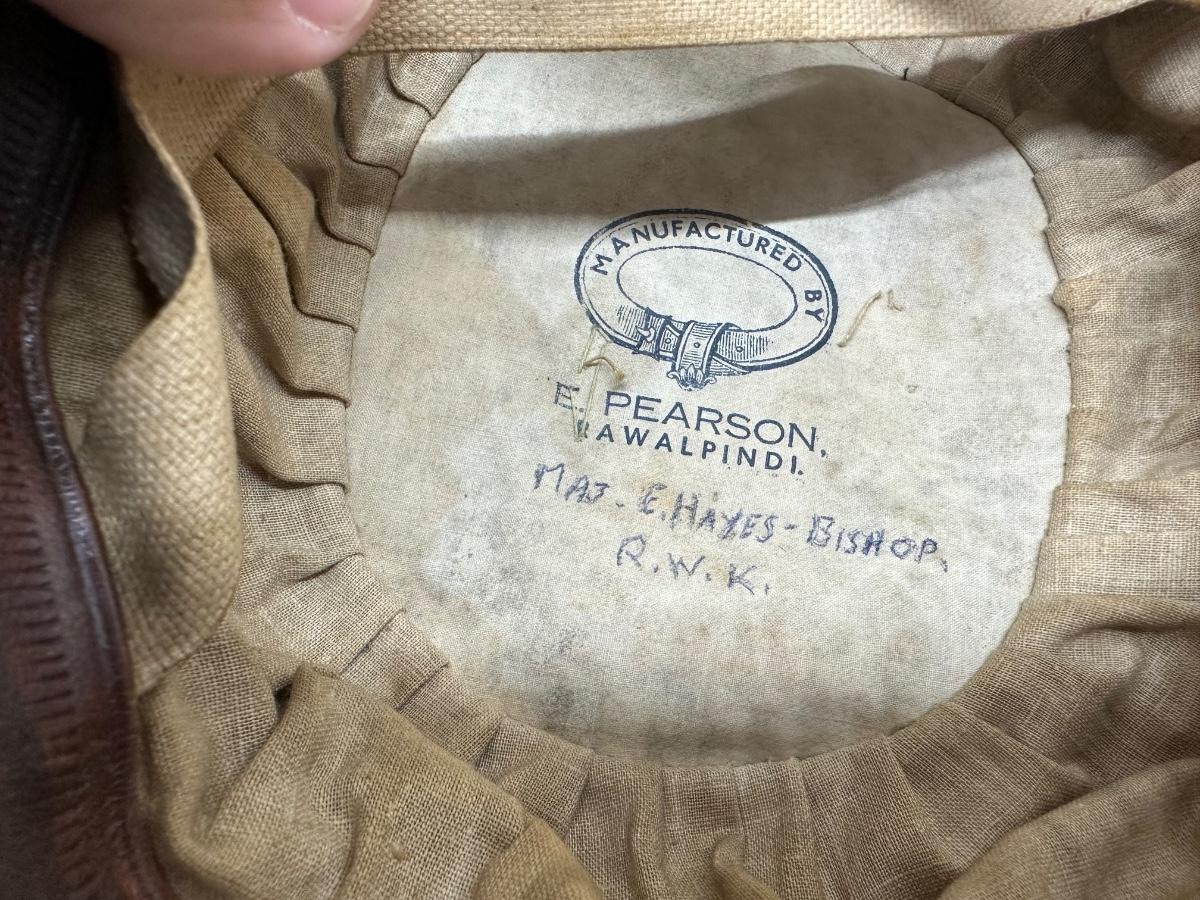 MANUFACTURED BY
E. PEARSON,
RAWALPINDI.
MAJ. E. HAYES-BISHOP.
R.W.K.